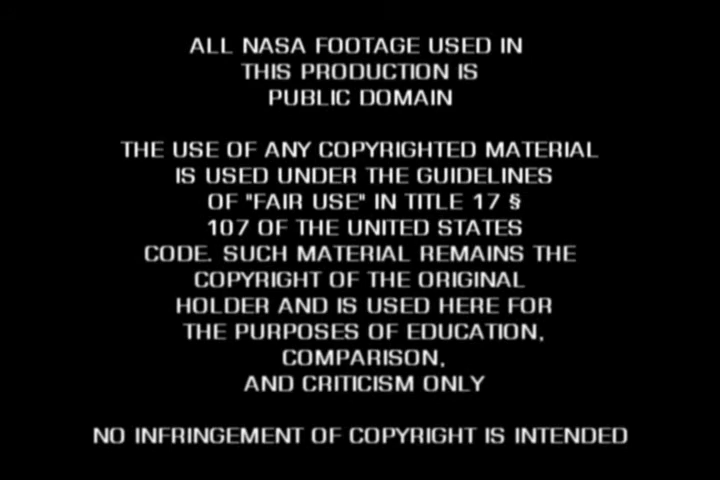 ALL NASA FOOTAGE USED IN
THIS PRODUCTION IS
PUBLIC DOMAIN
THE USE OF ANY COPYRIGHTED MATERIAL
IS USED UNDER THE GUIDELINES
OF "FAIR USE" IN TITLE 17 §
107 OF THE UNITED STATES
CODE. SUCH MATERIAL REMAINS THE
COPYRIGHT OF THE ORIGINAL
HOLDER AND IS USED HERE FOR
THE PURPOSES OF EDUCATION,
COMPARISON,
AND CRITICISM ONLY
NO INFRINGEMENT OF COPYRIGHT IS INTENDED